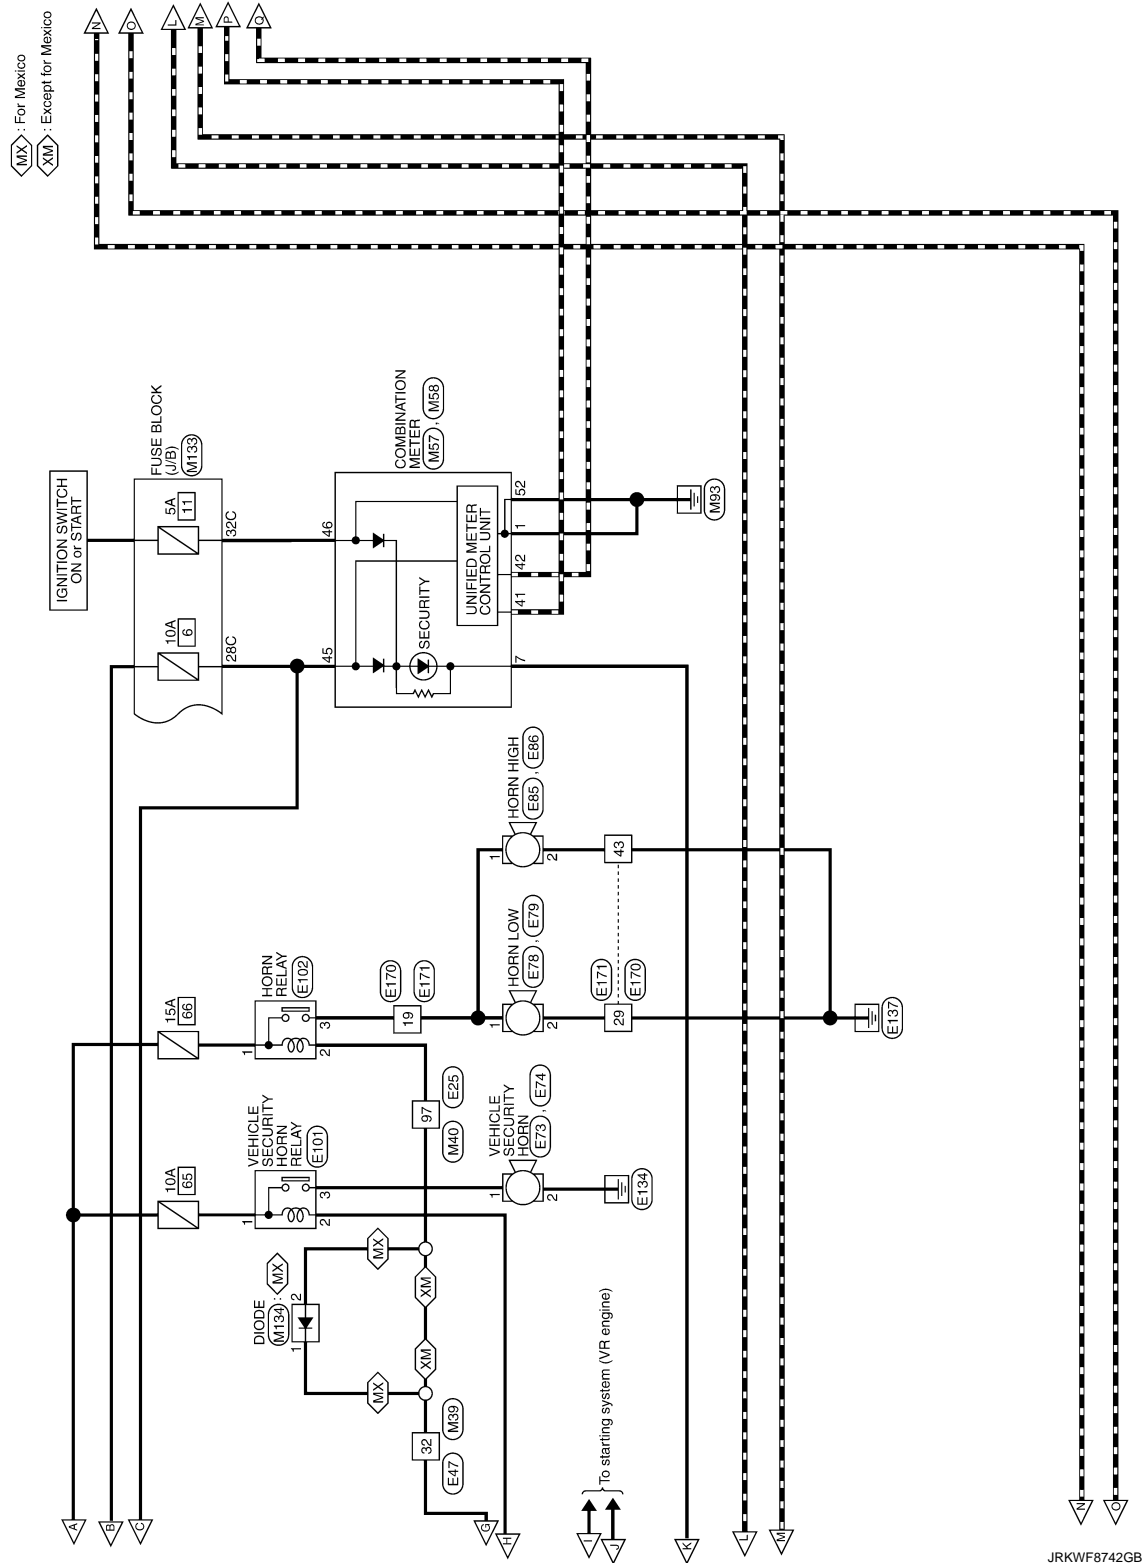 MX : For Mexico
XM : Except for Mexico
N
O
L
M
P
Q
IGNITION SWITCH
ON or START
FUSE BLOCK
(J/B)
M133
10A
6
5A
11
28C
32C
COMBINATION
METER
M57 , M58
45
46
SECURITY
UNIFIED METER
CONTROL UNIT
7
41
42
1
52
M93
10A
65
15A
66
VEHICLE
SECURITY
HORN
RELAY
E101
1
2
3
HORN
RELAY
E102
1
2
3
E170
19
E171
HORN LOW
E78 , E79
1
2
HORN HIGH
E85 , E86
1
2
E171
29
E170
43
E137
E25
97
M40
VEHICLE
SECURITY
HORN
E73 , E74
1
2
E134
DIODE
M134 : MX
1
2
MX
MX
XM
XM
M39
32
E47
To starting system (VR engine)
A
B
C
G
H
I
J
K
L
M
N
O
JRKWF8742GB